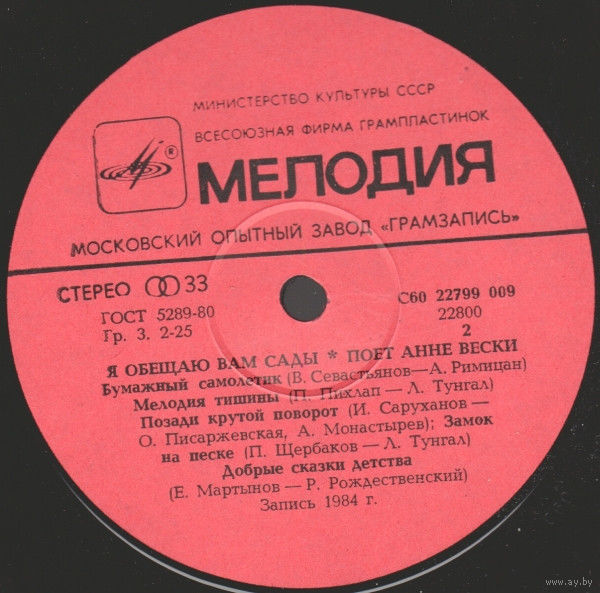 МИНИСТЕРСТВО КУЛЬТУРЫ СССР
ВСЕСОЮЗНАЯ ФИРМА ГРАМПЛАСТИНОК
®
МЕЛОДИЯ
МОСКОВСКИЙ ОПЫТНЫЙ ЗАВОД «ГРАМЗАПИСЬ»
СТЕРЕО 33
ГОСТ 5289-80
Гр. 3. 2-25
С60 22799 009
22800
2
Я ОБЕЩАЮ ВАМ САДЫ * ПОЕТ АННЕ ВЕСКИ
Бумажный самолетик (В. Севастьянов — А. Римицан)
Мелодия тишины (П. Пихлап — Л. Тунгал)
Позади крутой поворот (И. Саруханов —
О. Писаржевская, А. Монастырев); Замок
на песке (П. Щербаков — Л. Тунгал)
Добрые сказки детства
(Е. Мартынов — Р. Рождественский)
Запись 1984 г.
www.ay.by